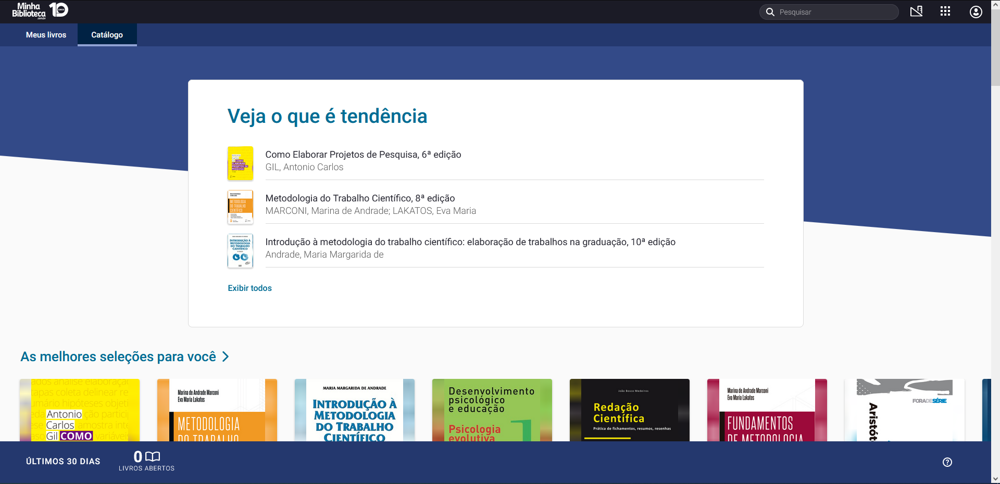 Minha
Biblioteca
.com.br
10
ANOS
Pesquisar
Meus livros
Catálogo
Veja o que é tendência
Como Elaborar Projetos de Pesquisa, 6ª edição
GIL, Antonio Carlos
Metodologia do Trabalho Científico, 8ª edição
MARCONI, Marina de Andrade; LAKATOS, Eva Maria
Introdução à metodologia do trabalho científico: elaboração de trabalhos na graduação, 10ª edição
Andrade, Maria Margarida de
Exibir todos
As melhores seleções para você
Antonio
Carlos
Gil COMO
Marina de Andrade Marconi
Eva Maria Lakatos
METODOLOGIA
DO TRABALHO
MARIA MARGARIDA DE ANDRADE
INTRODUÇÃO À
METODOLOGIA
DO TRABALHO
CIENTÍFICO
Desenvolvimento
psicológico
e educação
Psicologia
evolutiva
1
João Bosco Medeiros
Redação
Científica
Prática de fichamentos, resumos, resenhas
Marina de Andrade Marconi
Eva Maria Lakatos
FUNDAMENTOS
DE METODOLOGIA
FORADESÉRIE
Aristót
ÚLTIMOS 30 DIAS
0
LIVROS ABERTOS